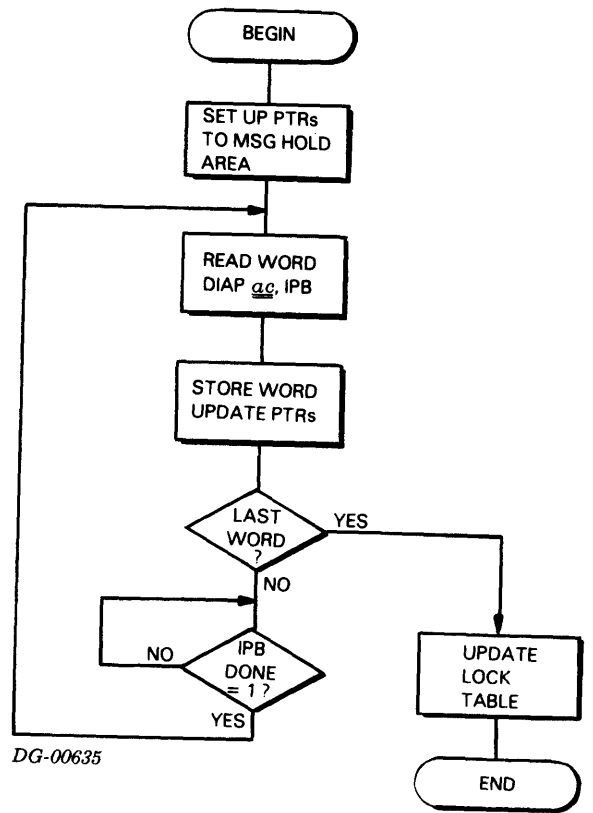 BEGIN
SET UP PTRs
TO MSG HOLD
AREA
READ WORD
DIAP ac, IPB
STORE WORD
UPDATE PTRs
LAST
WORD
?
YES
NO
IPB
DONE
= 1 ?
NO
YES
UPDATE
LOCK
TABLE
END
DG-00635